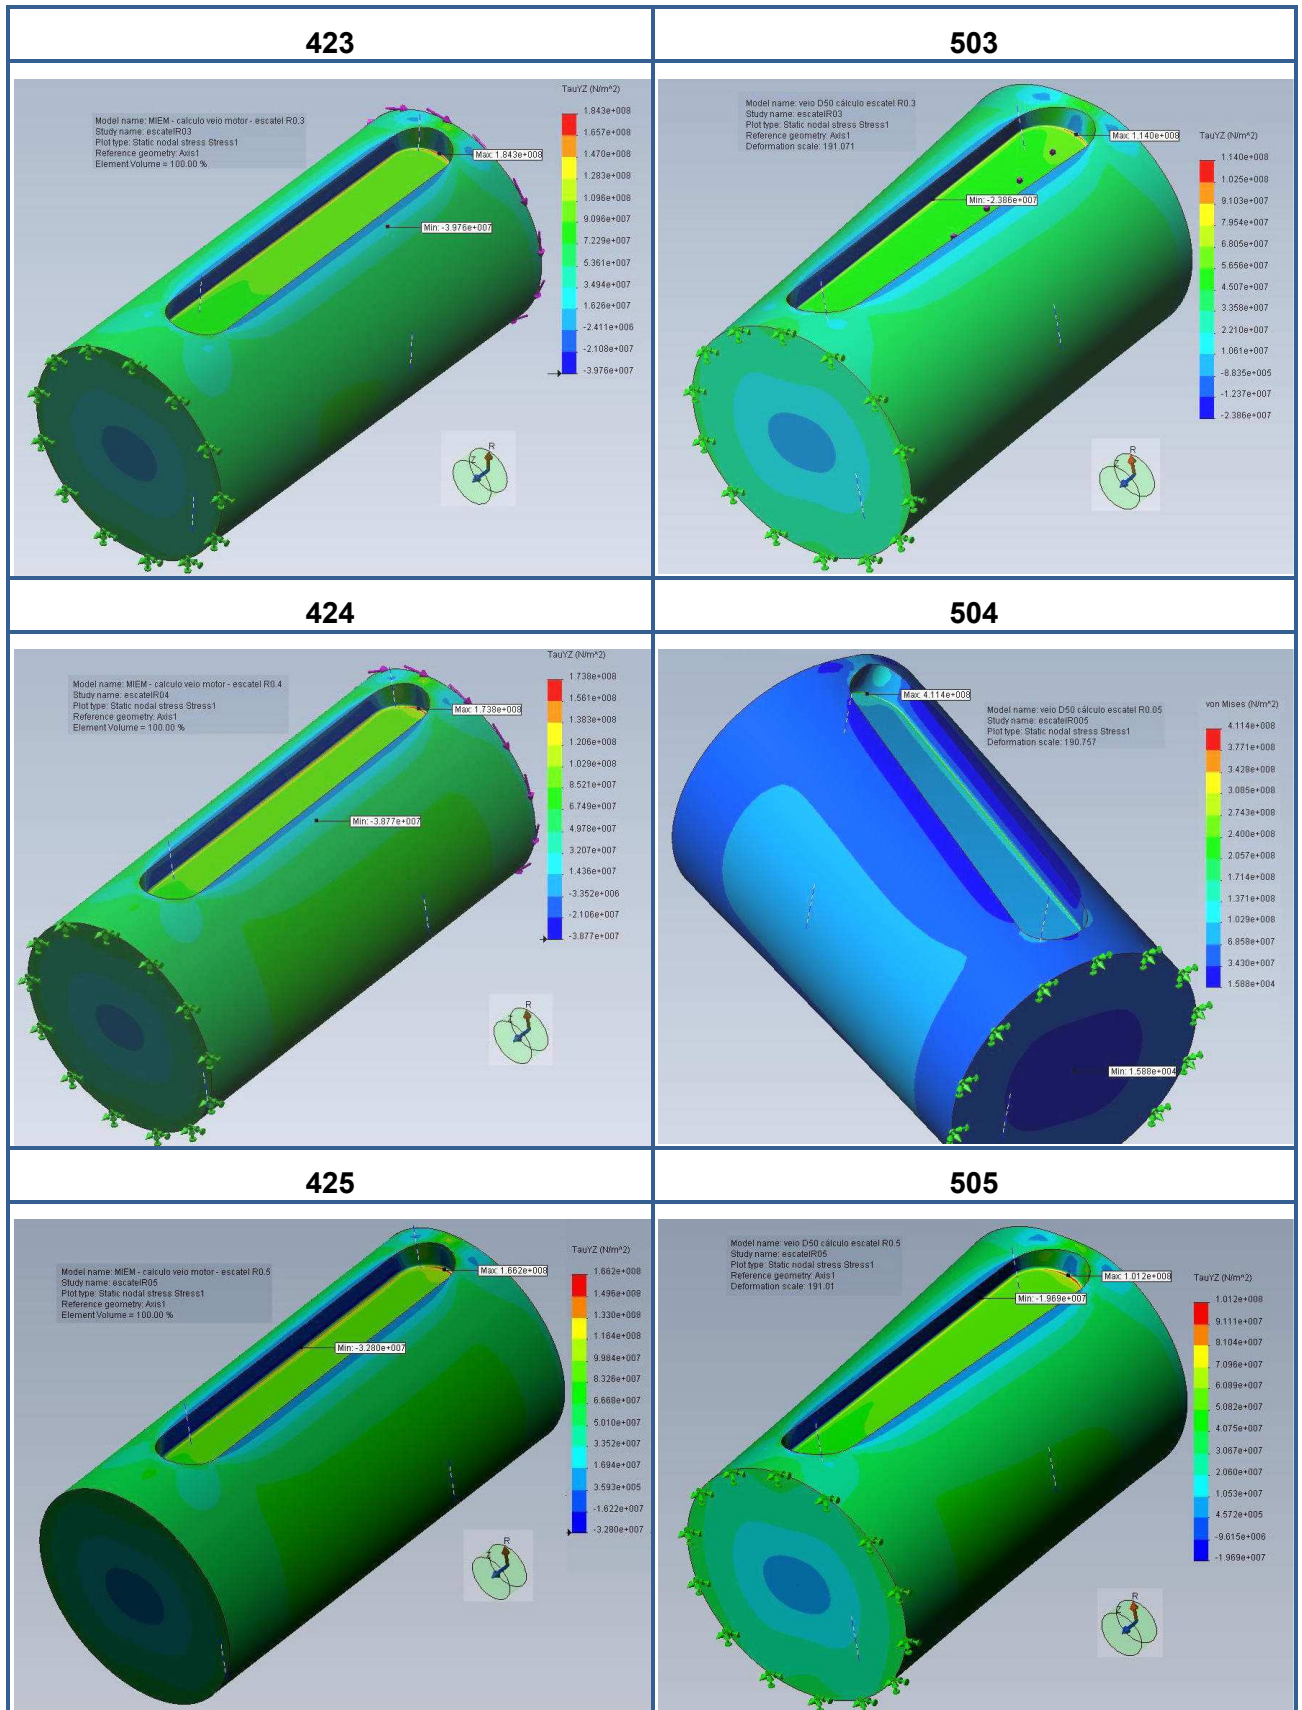 423
503
Model name: MIEM - calculo veio motor - escatel R0.3
Study name: escatelR03
Plot type: Static nodal stress Stress1
Reference geometry: Axis1
Element Volume = 100.00 %
TauYZ (N/m^2)
1.843e+008
1.657e+008
1.470e+008
1.283e+008
1.096e+008
9.096e+007
7.229e+007
5.361e+007
3.494e+007
1.626e+007
-2.411e+006
-2.108e+007
-3.976e+007
Max: 1.843e+008
Min: -3.976e+007
R
Z
Model name: veio D50 cálculo escatel R0.3
Study name: escatelR03
Plot type: Static nodal stress Stress1
Reference geometry: Axis1
Deformation scale: 191.071
TauYZ (N/m^2)
1.140e+008
1.025e+008
9.103e+007
7.954e+007
6.805e+007
5.656e+007
4.507e+007
3.358e+007
2.210e+007
1.061e+007
-8.835e+005
-1.237e+007
-2.386e+007
Max: 1.140e+008
Min: -2.386e+007
R
Z
424
504
Model name: MIEM - calculo veio motor - escatel R0.4
Study name: escatelR04
Plot type: Static nodal stress Stress1
Reference geometry: Axis1
Element Volume = 100.00 %
TauYZ (N/m^2)
1.738e+008
1.561e+008
1.383e+008
1.206e+008
1.029e+008
8.521e+007
6.749e+007
4.978e+007
3.207e+007
1.436e+007
-3.352e+006
-2.106e+007
-3.877e+007
Max: 1.738e+008
Min: -3.877e+007
R
Z
Model name: veio D50 cálculo escatel R0.05
Study name: escatelR005
Plot type: Static nodal stress Stress1
Deformation scale: 190.757
von Mises (N/m^2)
4.114e+008
3.771e+008
3.428e+008
3.085e+008
2.743e+008
2.400e+008
2.057e+008
1.714e+008
1.371e+008
1.029e+008
6.858e+007
3.430e+007
1.588e+004
Max: 4.114e+008
Min: 1.588e+004
425
505
Model name: MIEM - calculo veio motor - escatel R0.5
Study name: escatelR05
Plot type: Static nodal stress Stress1
Reference geometry: Axis1
Element Volume = 100.00 %
TauYZ (N/m^2)
1.662e+008
1.496e+008
1.330e+008
1.164e+008
9.984e+007
8.326e+007
6.668e+007
5.010e+007
3.352e+007
1.694e+007
3.593e+005
-1.622e+007
-3.280e+007
Max: 1.662e+008
Min: -3.280e+007
R
Z
Model name: veio D50 cálculo escatel R0.5
Study name: escatelR05
Plot type: Static nodal stress Stress1
Reference geometry: Axis1
Deformation scale: 191.01
TauYZ (N/m^2)
1.012e+008
9.111e+007
8.104e+007
7.096e+007
6.089e+007
5.082e+007
4.075e+007
3.067e+007
2.060e+007
1.053e+007
4.572e+005
-9.615e+006
-1.969e+007
Max: 1.012e+008
Min: -1.969e+007
R
Z